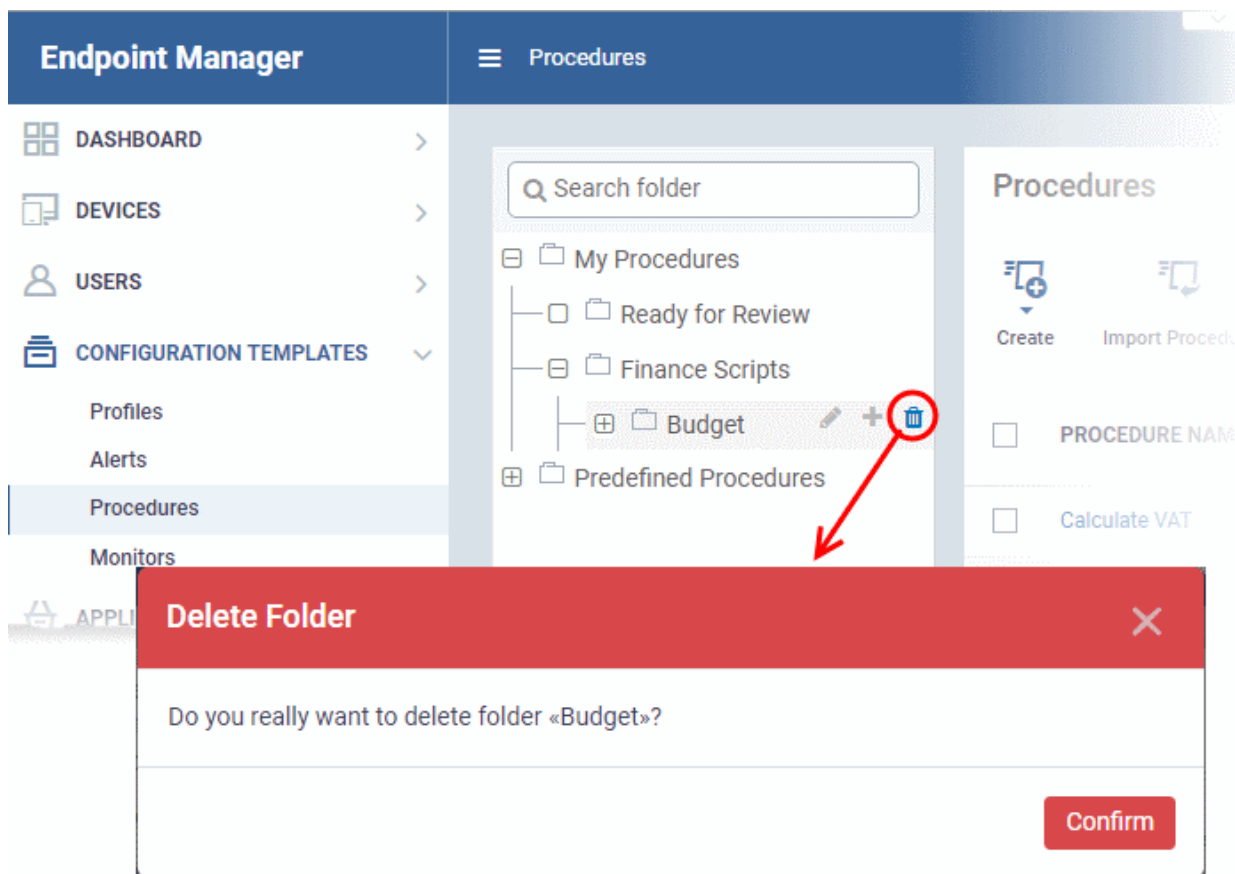 Endpoint Manager
Procedures
DASHBOARD
DEVICES
USERS
CONFIGURATION TEMPLATES
Profiles
Alerts
Procedures
Monitors
Search folder
My Procedures
Ready for Review
Finance Scripts
Budget
Predefined Procedures
Procedures
Create
Import
PROCEDURE
Calculate VAT
Delete Folder
Do you really want to delete folder «Budget»?
Confirm